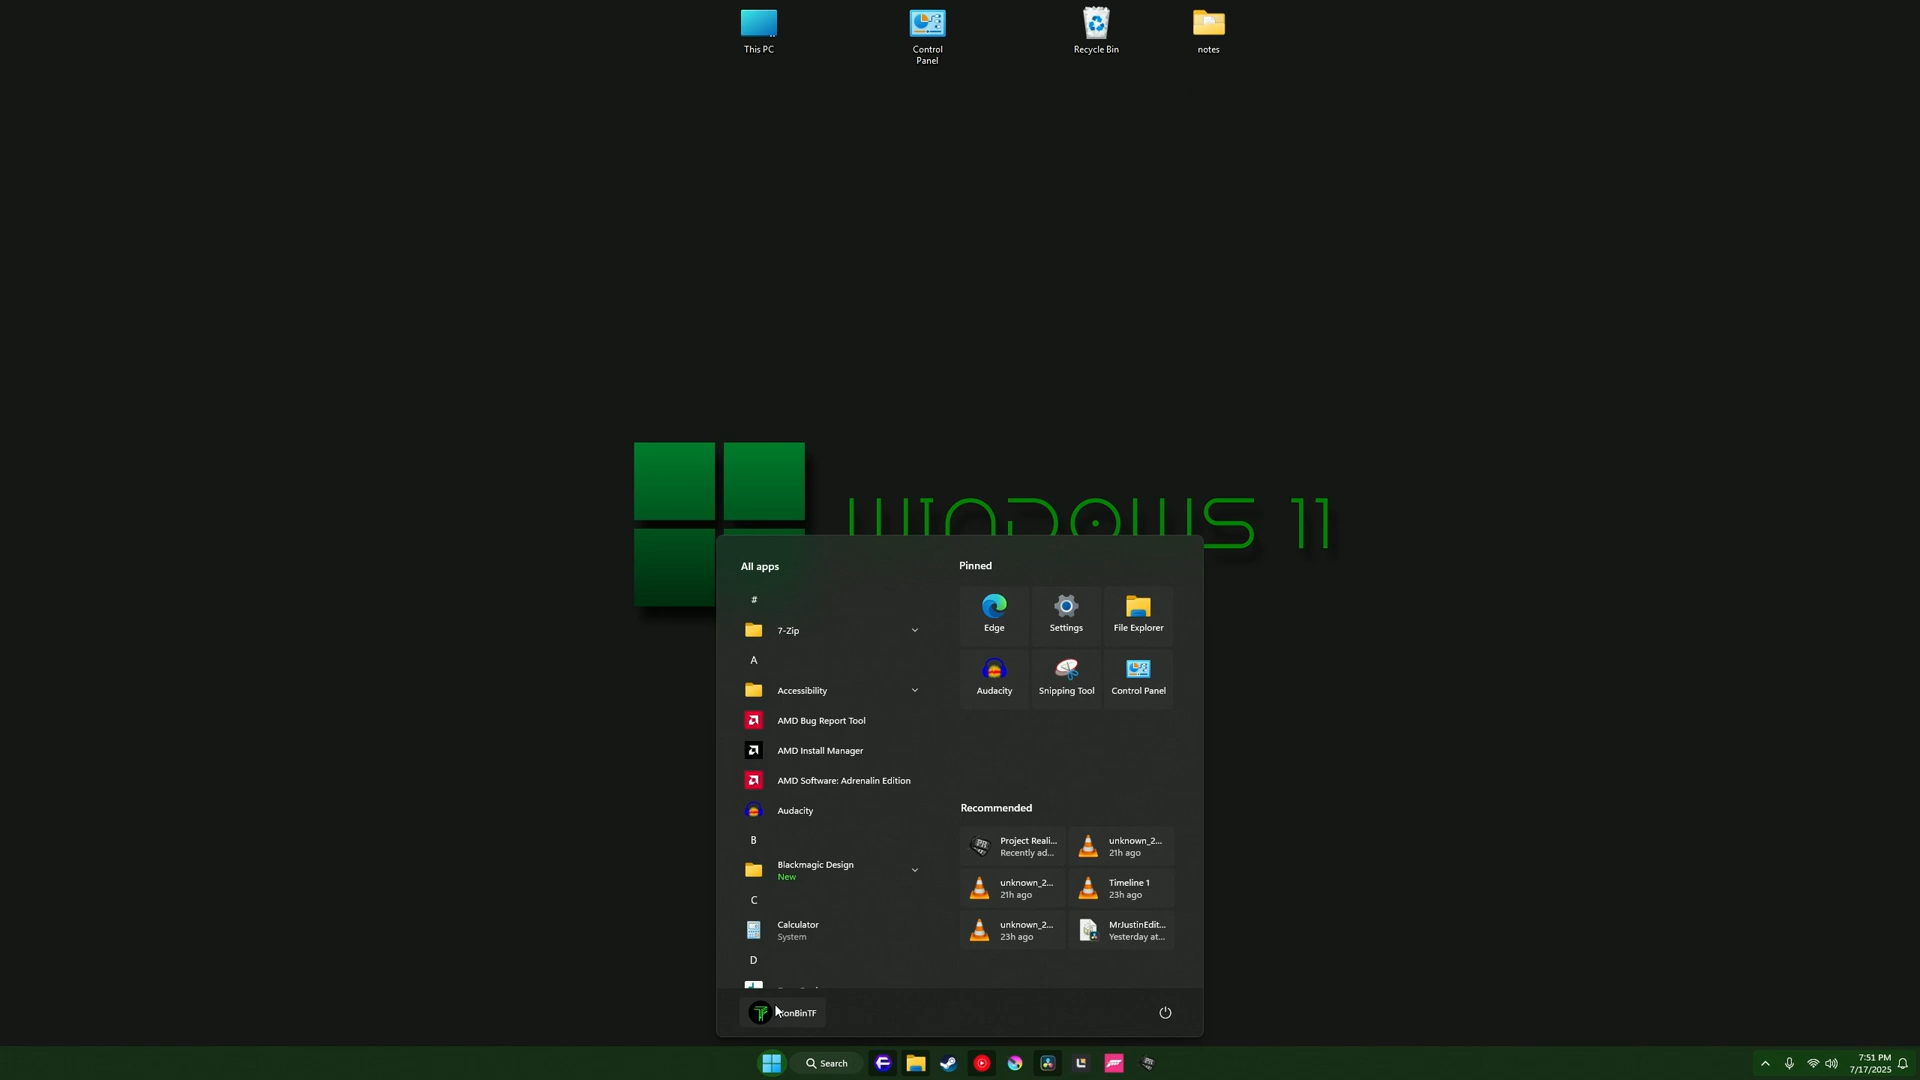 This PC
Control
Panel
Recycle Bin
notes
WINDOWS 11
All apps
#
7-Zip
A
Accessibility
AMD Bug Report Tool
AMD Install Manager
AMD Software: Adrenalin Edition
Audacity
B
Blackmagic Design
New
C
Calculator
System
D
Pinned
Edge
Settings
File Explorer
Audacity
Snipping Tool
Control Panel
Recommended
Project Reali...
Recently ad...
unknown_2...
21h ago
unknown_2...
21h ago
Timeline 1
23h ago
unknown_2...
23h ago
MrJustinEdit...
Yesterday at...
onBinTF
Search
7:51 PM
7/17/2025